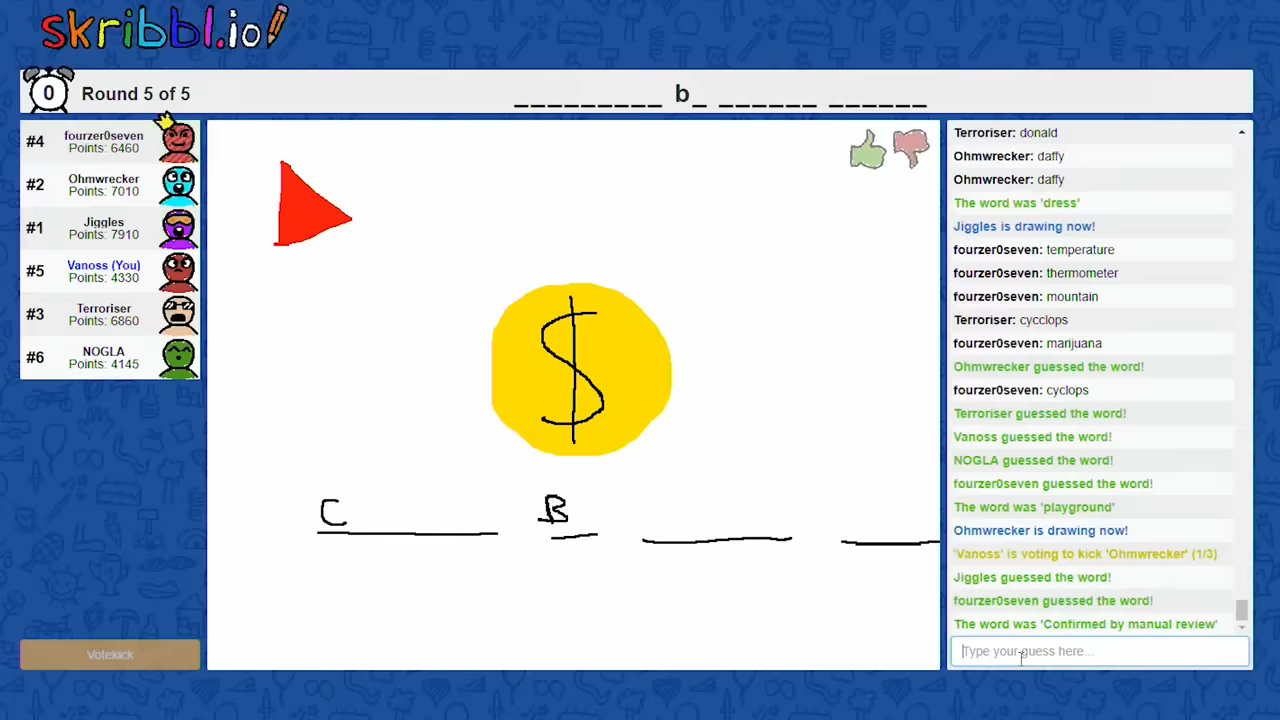 skribbl.io
0 Round 5 of 5
_________ b_ ______ ______
#4 fourzer0seven
Points: 6460
#2 Ohmwrecker
Points: 7010
#1 Jiggles
Points: 7910
#5 Vanoss (You)
Points: 4330
#3 Terroriser
Points: 6860
#6 NOGLA
Points: 4145
Votekick
$
C B
Terroriser: donald
Ohmwrecker: daffy
Ohmwrecker: daffy
The word was 'dress'
Jiggles is drawing now!
fourzer0seven: temperature
fourzer0seven: thermometer
fourzer0seven: mountain
Terroriser: cycclops
fourzer0seven: marijuana
Ohmwrecker guessed the word!
fourzer0seven: cyclops
Terroriser guessed the word!
Vanoss guessed the word!
NOGLA guessed the word!
fourzer0seven guessed the word!
The word was 'playground'
Ohmwrecker is drawing now!
'Vanoss' is voting to kick 'Ohmwrecker' (1/3)
Jiggles guessed the word!
fourzer0seven guessed the word!
The word was 'Confirmed by manual review'
Type your guess here...